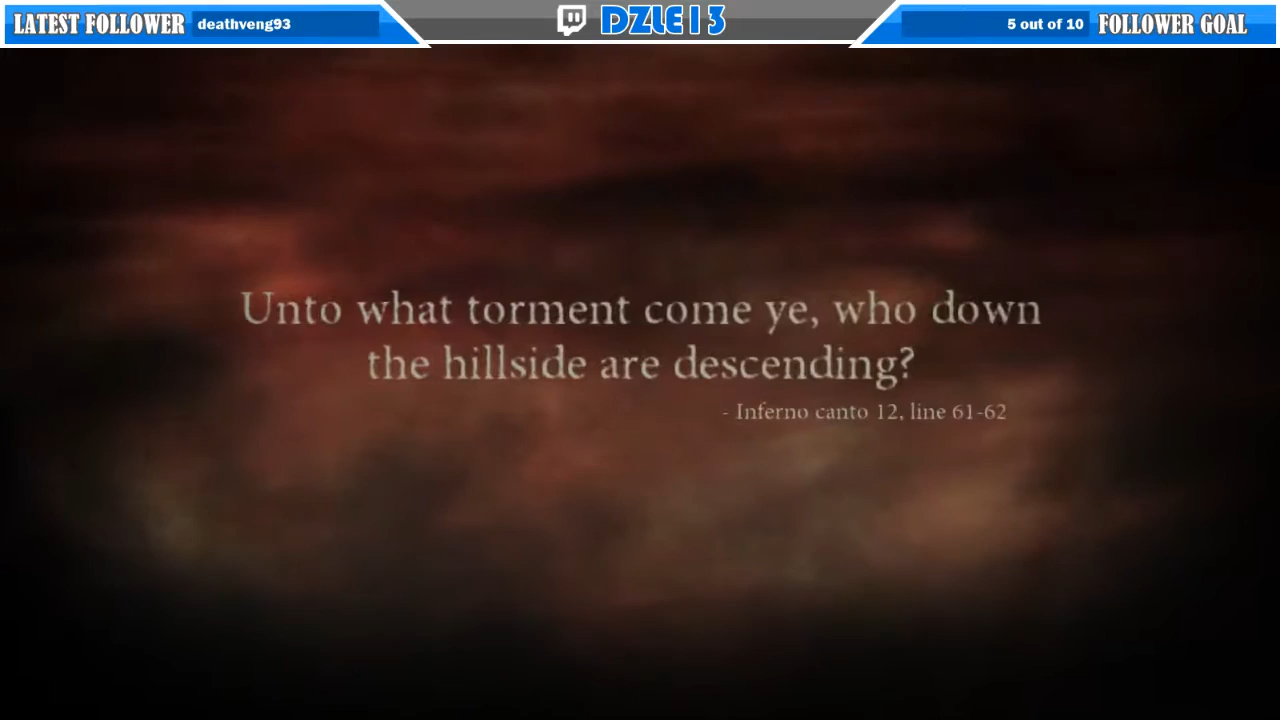 LATEST FOLLOWER deathveng93 DZLE13 5 out of 10 FOLLOWER GOAL
Unto what torment come ye, who down
the hillside are descending?
- Inferno canto 12, line 61-62